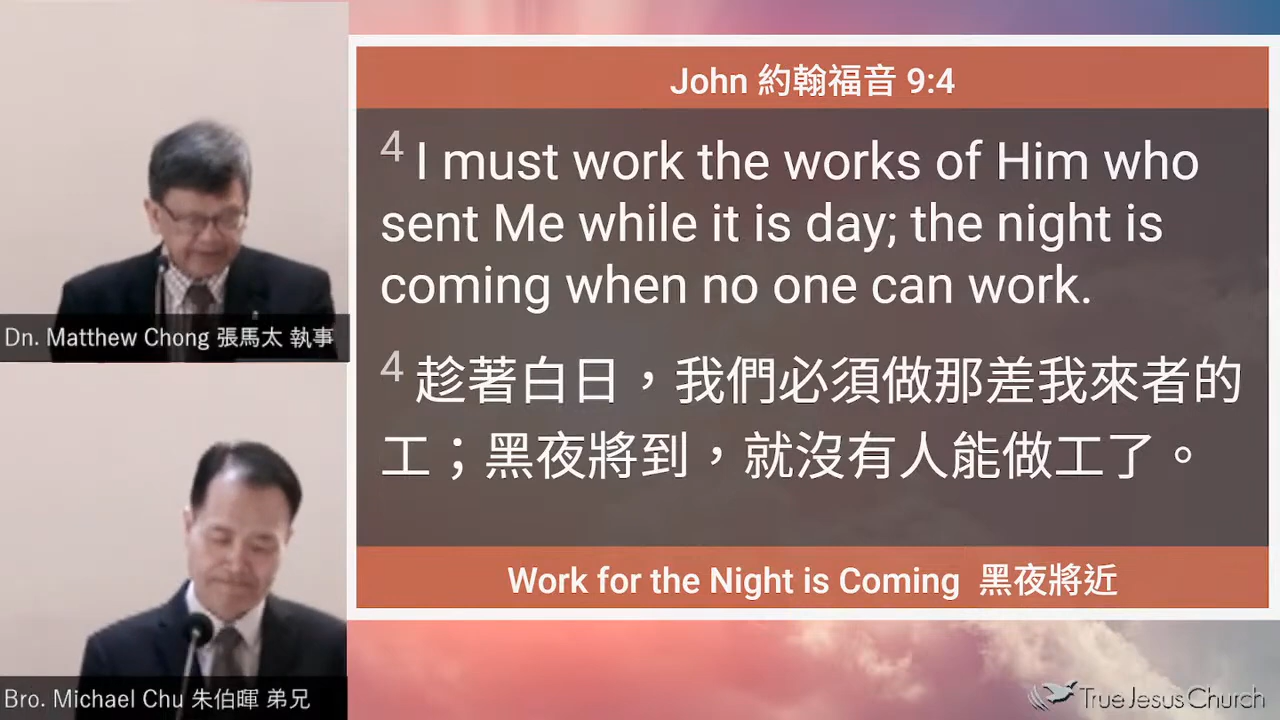 John 約翰福音 9:4
4 I must work the works of Him who
sent Me while it is day; the night is
coming when no one can work.
4 趁著白日，我們必須做那差我來者的
工；黑夜將到，就沒有人能做工了。
Work for the Night is Coming 黑夜將近
Dn. Matthew Chong 張馬太 執事
Bro. Michael Chu 朱伯暉 弟兄
True Jesus Church